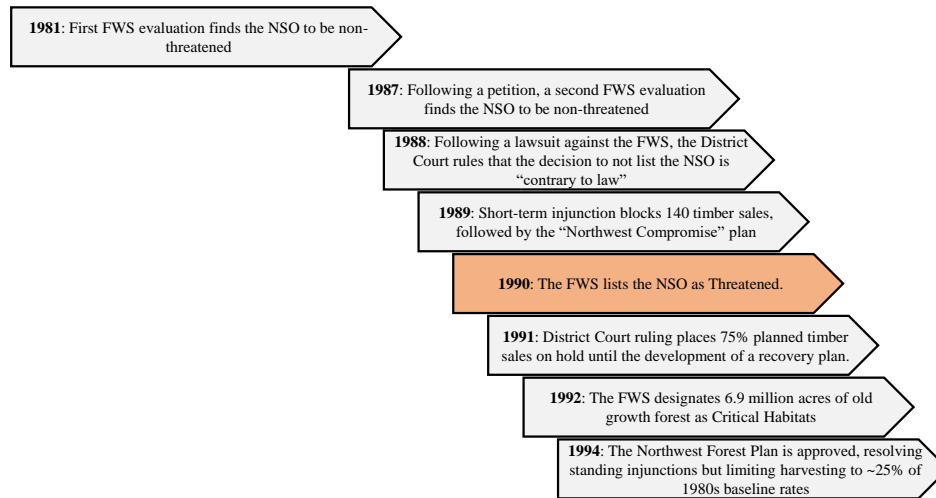 1981: First FWS evaluation finds the NSO to be non-
threatened
1987: Following a petition, a second FWS evaluation
finds the NSO to be non-threatened
1988: Following a lawsuit against the FWS, the District
Court rules that the decision to not list the NSO is
“contrary to law”
1989: Short-term injunction blocks 140 timber sales,
followed by the “Northwest Compromise” plan
1990: The FWS lists the NSO as Threatened.
1991: District Court ruling places 75% planned timber
sales on hold until the development of a recovery plan.
1992: The FWS designates 6.9 million acres of old
growth forest as Critical Habitats
1994: The Northwest Forest Plan is approved, resolving
standing injunctions but limiting harvesting to ~25% of
1980s baseline rates